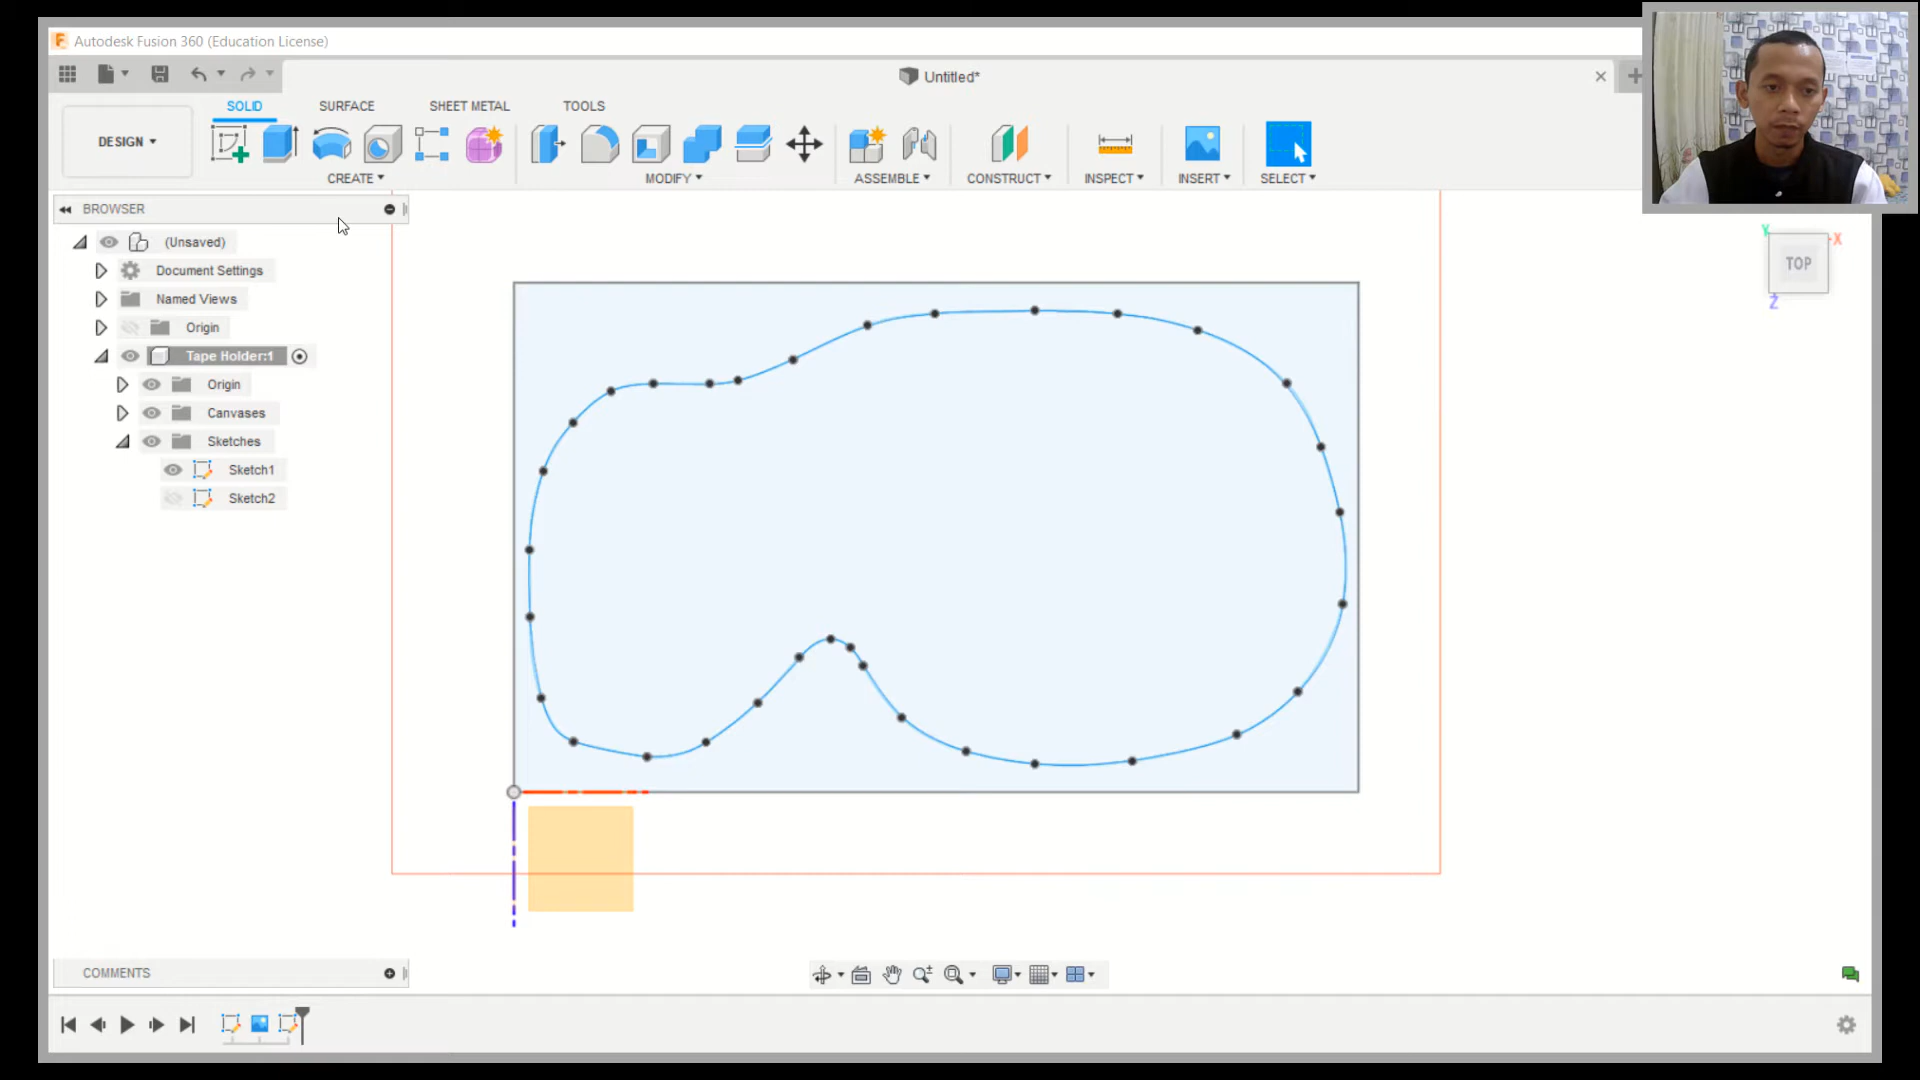 Autodesk Fusion 360 (Education License)
Untitled*
SOLID
SURFACE
SHEET METAL
TOOLS
DESIGN
CREATE
MODIFY
ASSEMBLE
CONSTRUCT
INSPECT
INSERT
SELECT
BROWSER
(Unsaved)
Document Settings
Named Views
Origin
Tape Holder:1
Origin
Canvases
Sketches
Sketch1
Sketch2
Y
-X
TOP
Z
COMMENTS